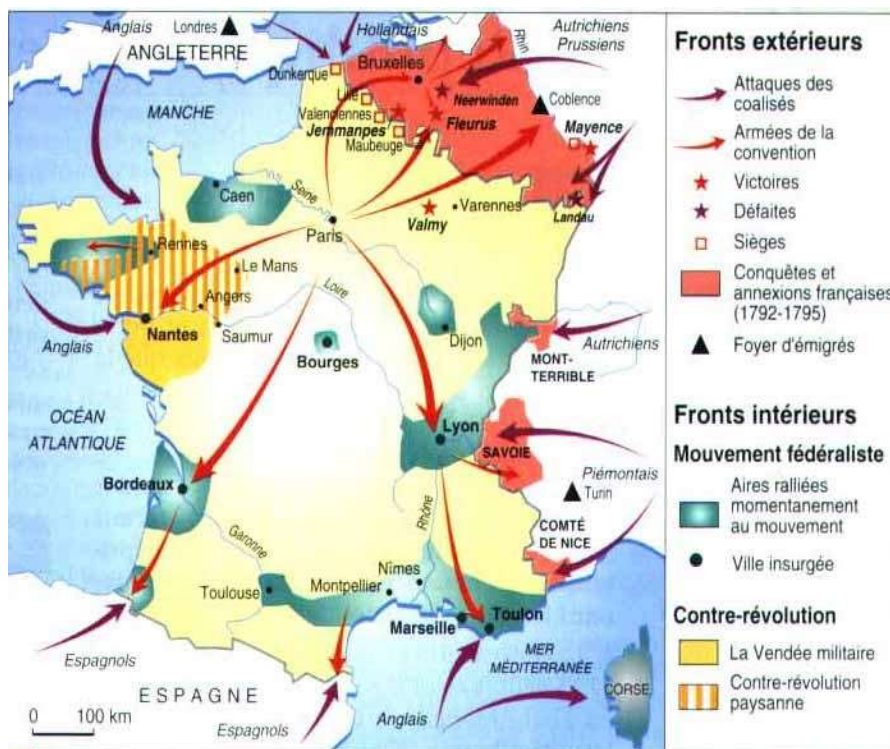 Anglais
Londres
ANGLETERRE
Hollandais
Autrichiens
Prussiens
Rhin
Dunkerque
Bruxelles
MANCHE
Lille
Valenciennes
Jemmanpes
Maubeuge
Neerwinden
Fleurus
Coblence
Mayence
Landau
Caen
Seine
Paris
Valmy
Varennes
Rennes
Le Mans
Angers
Loire
Anglais
Nantes
Saumur
Bourges
Dijon
MONT-
TERRIBLE
Autrichiens
OCÉAN
ATLANTIQUE
Lyon
SAVOIE
Piémontais
Turin
Bordeaux
Garonne
Rhône
COMTÉ
DE NICE
Toulouse
Montpellier
Nîmes
Marseille
Toulon
MER
MÉDITERRANÉE
CORSE
Espagnols
ESPAGNE
Anglais
Espagnols
0 100 km
Fronts extérieurs
Attaques des
coalisés
Armées de la
convention
Victoires
Défaites
Sièges
Conquêtes et
annexions françaises
(1792-1795)
Foyer d'émigrés
Fronts intérieurs
Mouvement fédéraliste
Aires ralliées
momentanement
au mouvement
Ville insurgée
Contre-révolution
La Vendée militaire
Contre-révolution
paysanne